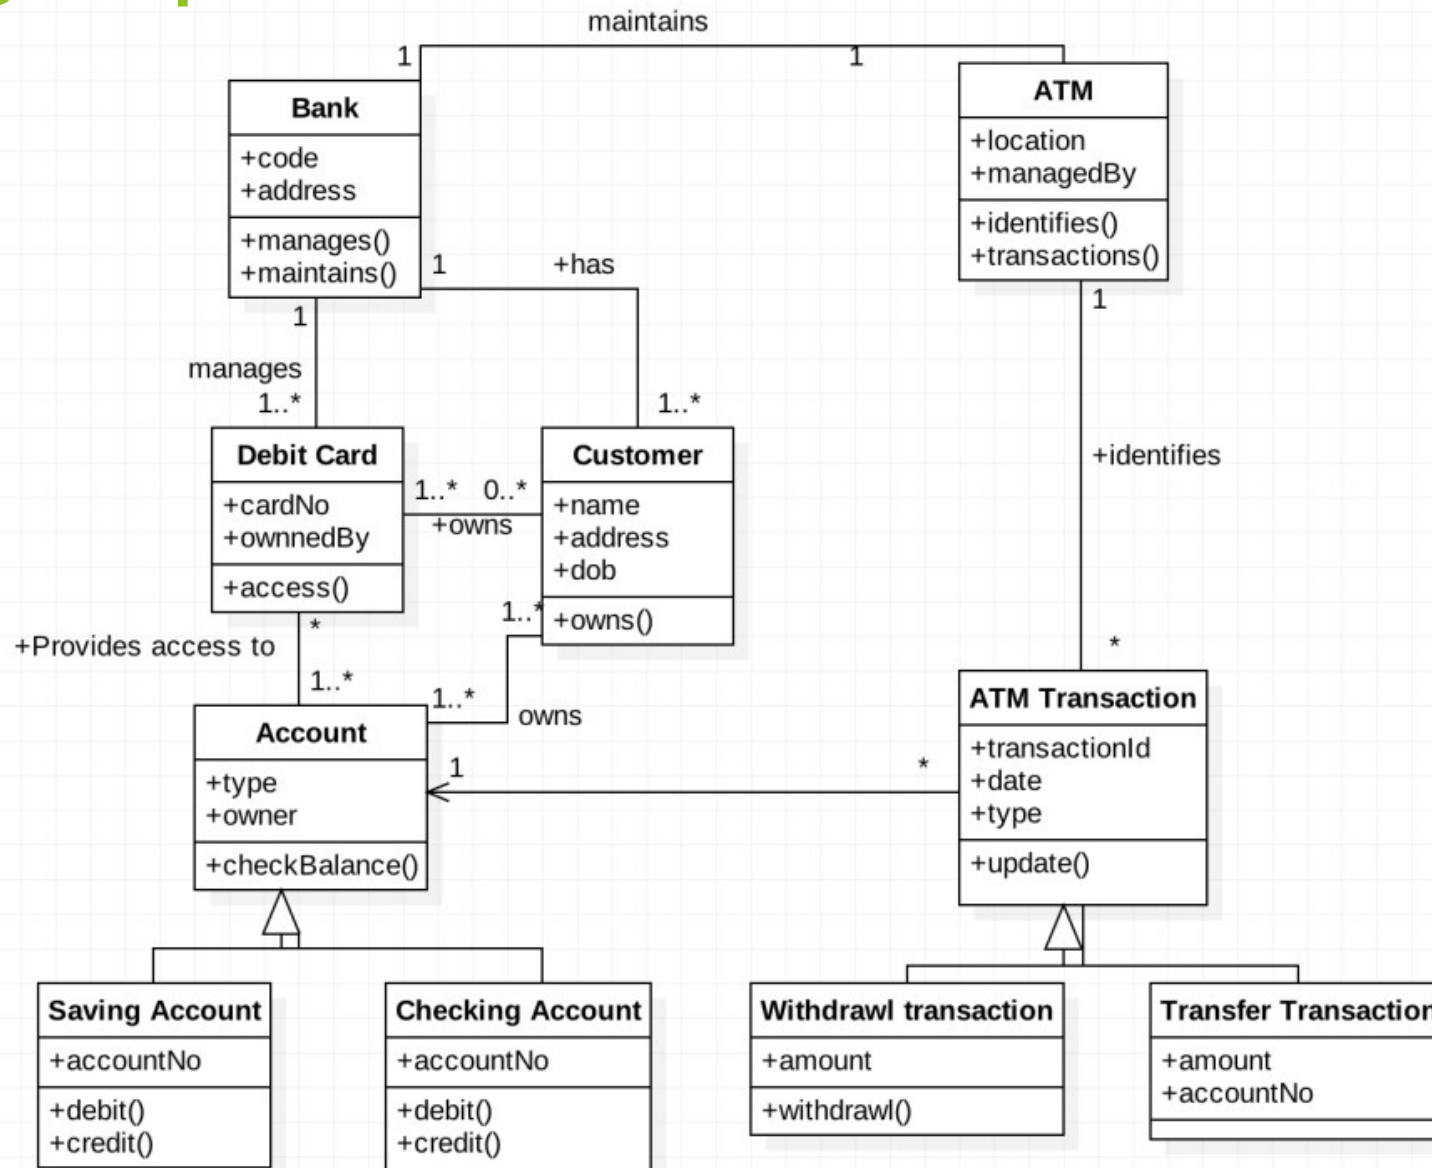 maintains
1
1
Bank
+code
+address
+manages()
+maintains()
ATM
+location
+managedBy
+identifies()
+transactions()
1
+has
1
manages
1..*
1..*
1
+identifies
*
Debit Card
+cardNo
+ownnedBy
+access()
1..*
0..*
+owns
Customer
+name
+address
+dob
+owns()
*
+Provides access to
1..*
1..*
1..*
owns
Account
+type
+owner
+checkBalance()
1
*
ATM Transaction
+transactionId
+date
+type
+update()
Saving Account
+accountNo
+debit()
+credit()
Checking Account
+accountNo
+debit()
+credit()
Withdrawl transaction
+amount
+withdrawl()
Transfer Transaction
+amount
+accountNo